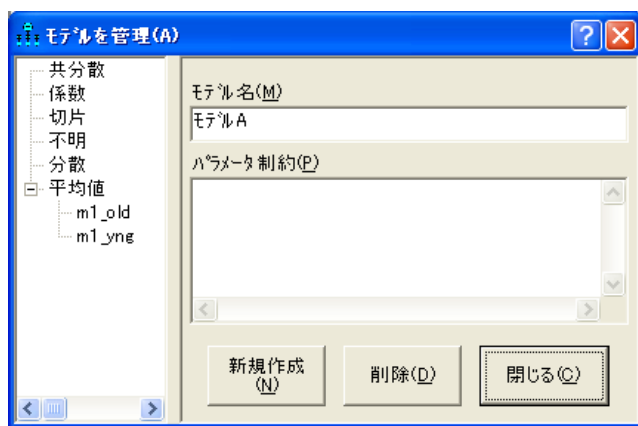 モデルを管理(A)
共分散
係数
切片
不明
分散
平均値
m1_old
m1_yng
モデル名(M)
モデルA
パラメータ制約(P)
新規作成
(N)
削除(D)
閉じる(C)